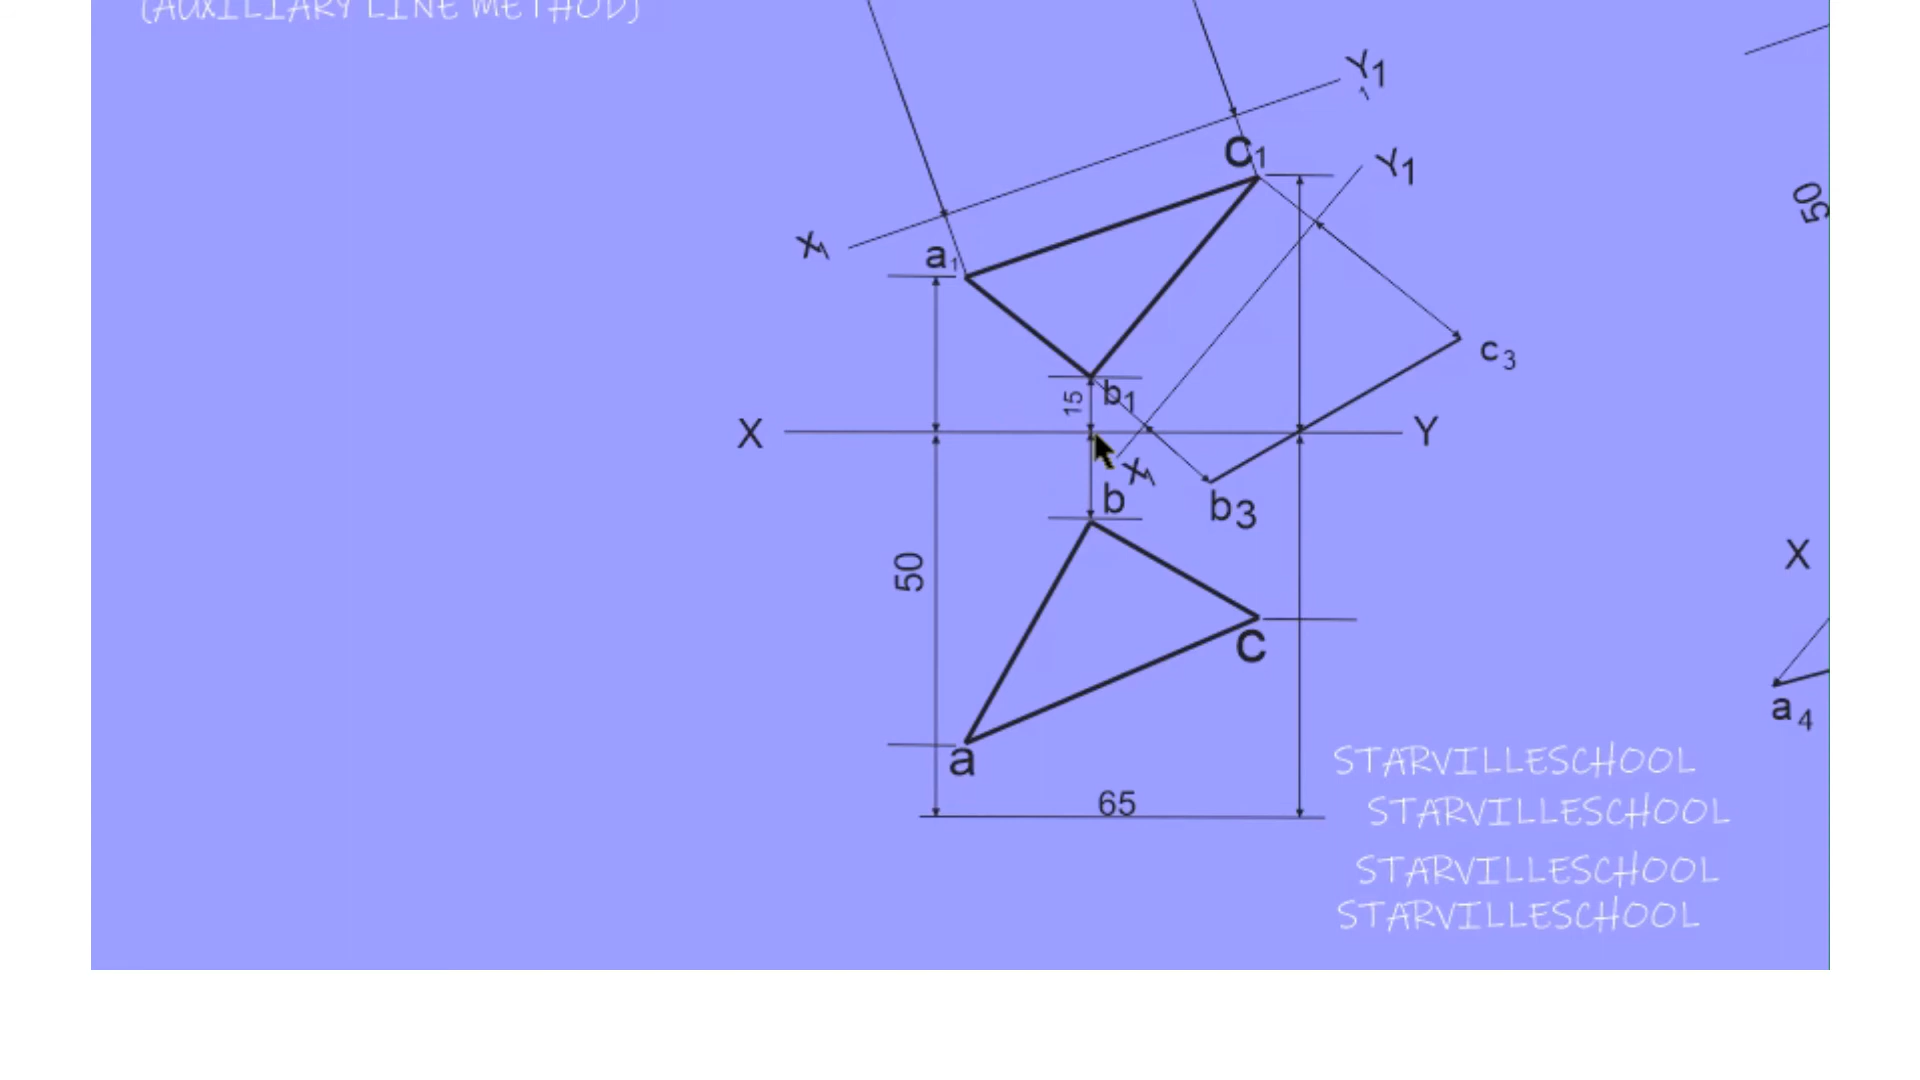 (AUXILIARY LINE METHOD)
Y1
1
C1
Y1
50
X1
a1
c3
15
b1
X
Y
X1
b
b3
X
50
C
a4
a
STARVILLESCHOOL
65
STARVILLESCHOOL
STARVILLESCHOOL
STARVILLESCHOOL